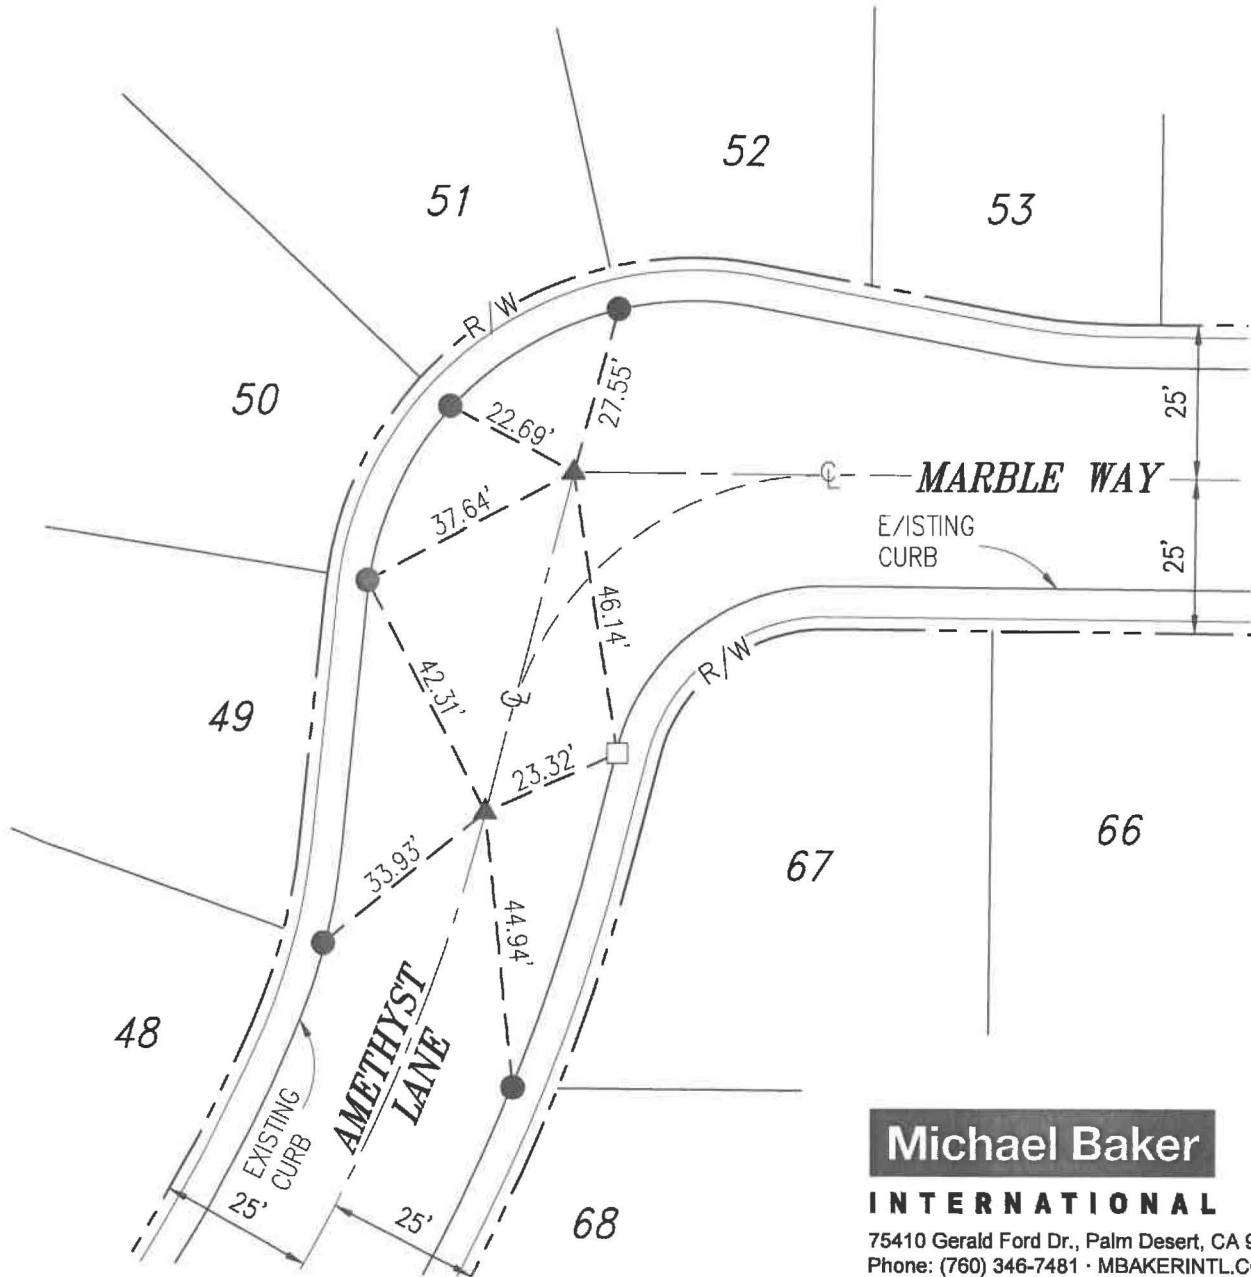 52
51
53
R/W
50
27.55'
22.69'
25'
℄
MARBLE WAY
37.64'
E/ISTING
CURB
25'
46.14'
R/W
42.31'
49
23.32'
66
67
33.93'
44.94'
48
AMETHYST
LANE
EXISTING
CURB
25'
25'
68
Michael Baker
INTERNATIONAL
75410 Gerald Ford Dr., Palm Desert, CA 9
Phone: (760) 346-7481 · MBAKERINTL.C